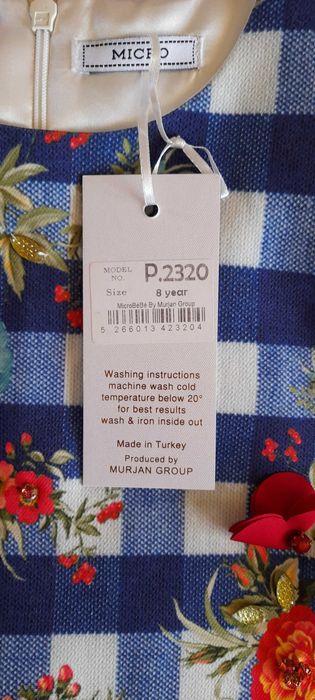 MICRO
MODEL NO. P.2320
Size 8 year
MicroBeBé By Murjan Group
5 266013 423204
Washing instructions
machine wash cold
temperature below 20°
for best results
wash & iron inside out
Made in Turkey
Produced by
MURJAN GROUP